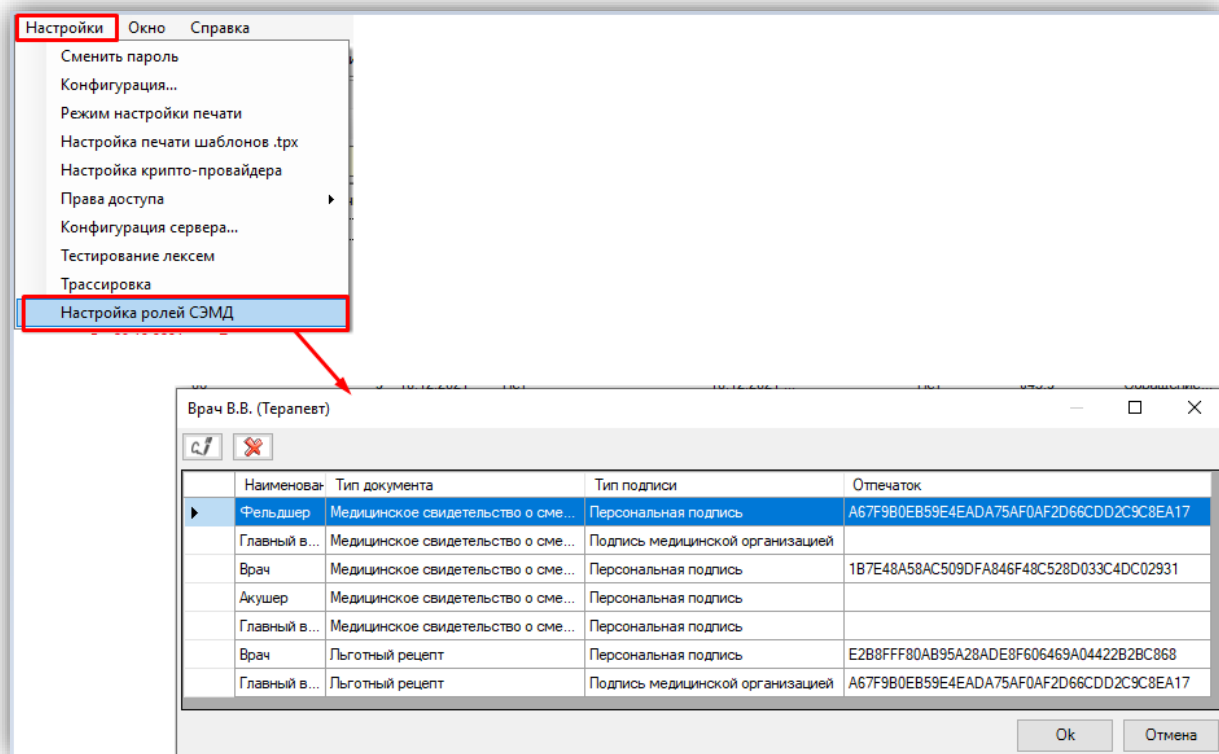 Настройки Окно Справка
Сменить пароль
Конфигурация...
Режим настройки печати
Настройка печати шаблонов .tpx
Настройка крипто-провайдера
Права доступа
Конфигурация сервера...
Тестирование лексем
Трассировка
Настройка ролей СЭМД
Врач В.В. (Терапевт)
Наименован Тип документа Тип подписи Отпечаток
Фельдшер Медицинское свидетельство о сме... Персональная подпись A67F9B0EB59E4EADA75AF0AF2D66CDD2C9C8EA17
Главный в... Медицинское свидетельство о сме... Подпись медицинской организацией
Врач Медицинское свидетельство о сме... Персональная подпись 1B7E48A58AC509DFA846F48C528D033C4DC02931
Акушер Медицинское свидетельство о сме... Персональная подпись
Главный в... Медицинское свидетельство о сме... Персональная подпись
Врач Льготный рецепт Персональная подпись E2B8FFF80AB95A28ADE8F606469A04422B2BC868
Главный в... Льготный рецепт Подпись медицинской организацией A67F9B0EB59E4EADA75AF0AF2D66CDD2C9C8EA17
Ok Отмена